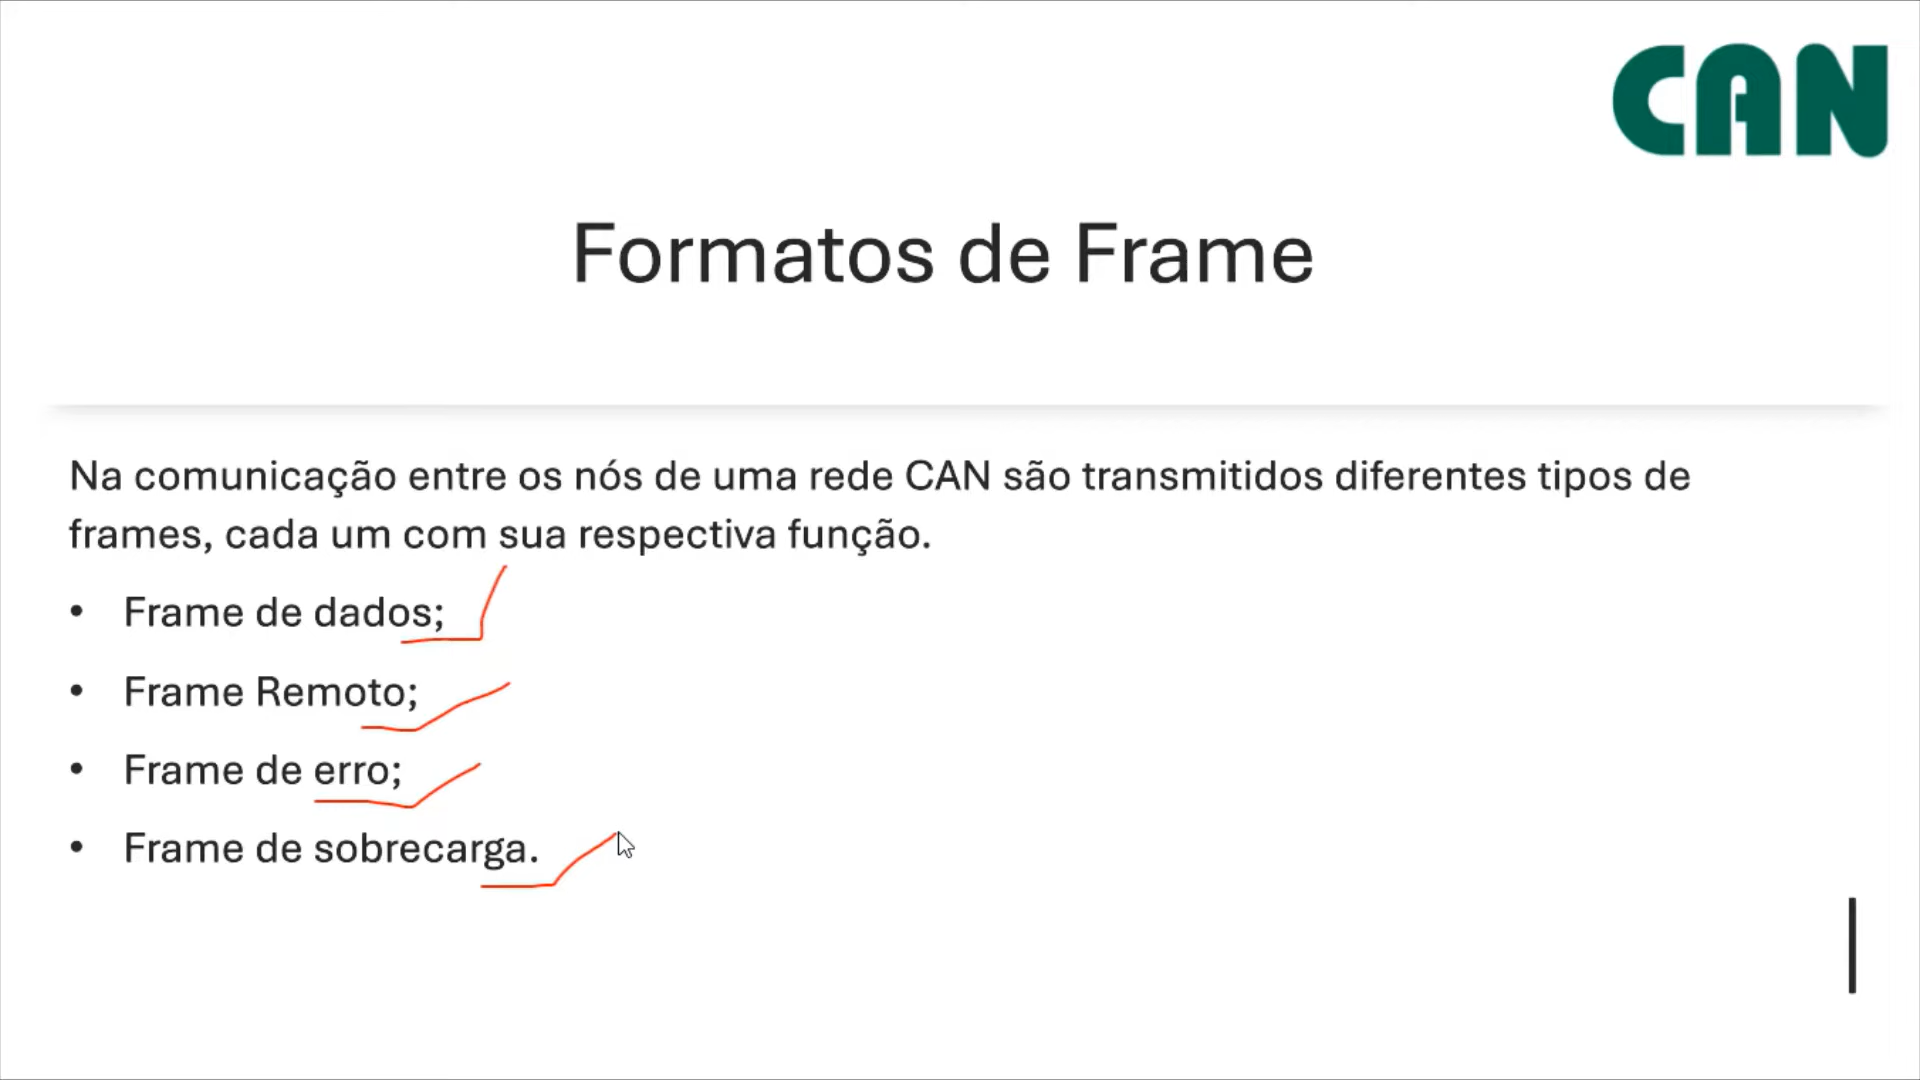 CAN
Formatos de Frame
Na comunicação entre os nós de uma rede CAN são transmitidos diferentes tipos de
frames, cada um com sua respectiva função.
• Frame de dados;
• Frame Remoto;
• Frame de erro;
• Frame de sobrecarga.